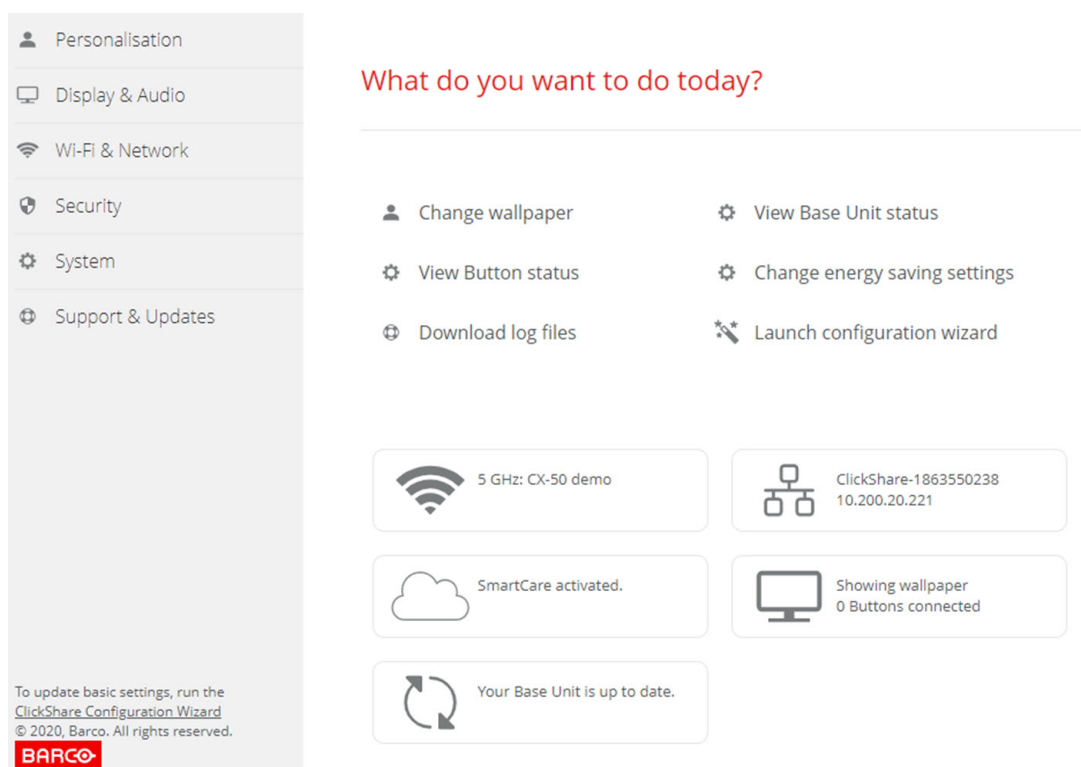 Personalisation
Display & Audio
Wi-Fi & Network
Security
System
Support & Updates
To update basic settings, run the
ClickShare Configuration Wizard
© 2020, Barco. All rights reserved.
BARCO
What do you want to do today?
Change wallpaper
View Base Unit status
View Button status
Change energy saving settings
Download log files
Launch configuration wizard
5 GHz: CX-50 demo
ClickShare-1863550238
10.200.20.221
SmartCare activated.
Showing wallpaper
0 Buttons connected
Your Base Unit is up to date.